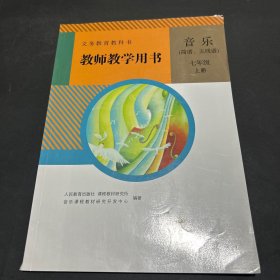 义务教育教科书
教师教学用书
音乐
(简谱、五线谱)
七年级
上册
人民教育出版社 课程教材研究所
音乐课程教材研究开发中心
编著